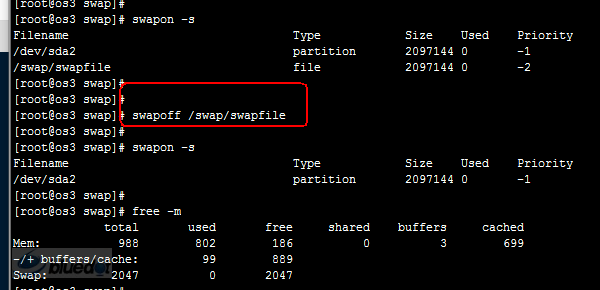 [root@os3 swap]#
[root@os3 swap]# swapon -s
Filename Type Size Used Priority
/dev/sda2 partition 2097144 0 -1
/swap/swapfile file 2097144 0 -2
[root@os3 swap]#
[root@os3 swap]#
[root@os3 swap]# swapoff /swap/swapfile
[root@os3 swap]#
[root@os3 swap]# swapon -s
Filename Type Size Used Priority
/dev/sda2 partition 2097144 0 -1
[root@os3 swap]#
[root@os3 swap]# free -m
total used free shared buffers cached
Mem: 988 802 186 0 3 699
-/+ buffers/cache: 99 889
Swap: 2047 0 2047
[root@os3 swap]#